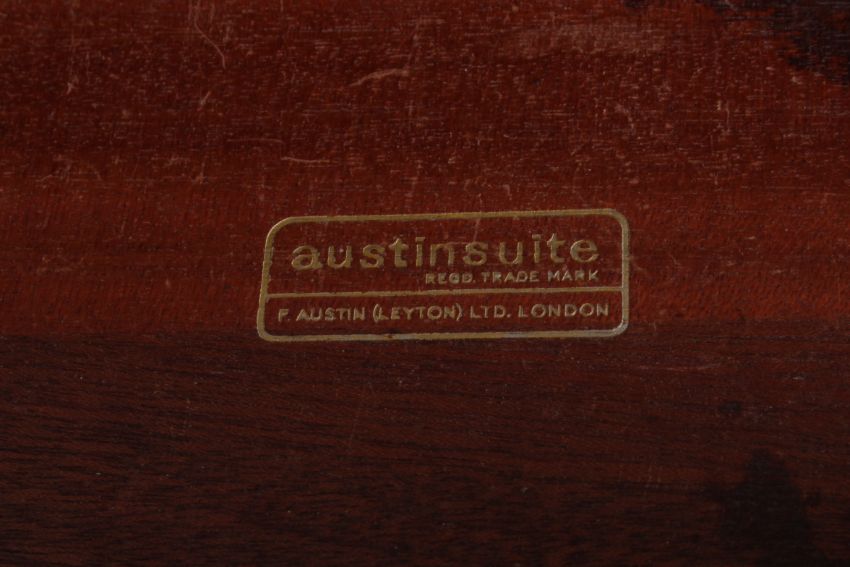 austinsuite
REGD. TRADE MARK
F. AUSTIN (LEYTON) LTD. LONDON